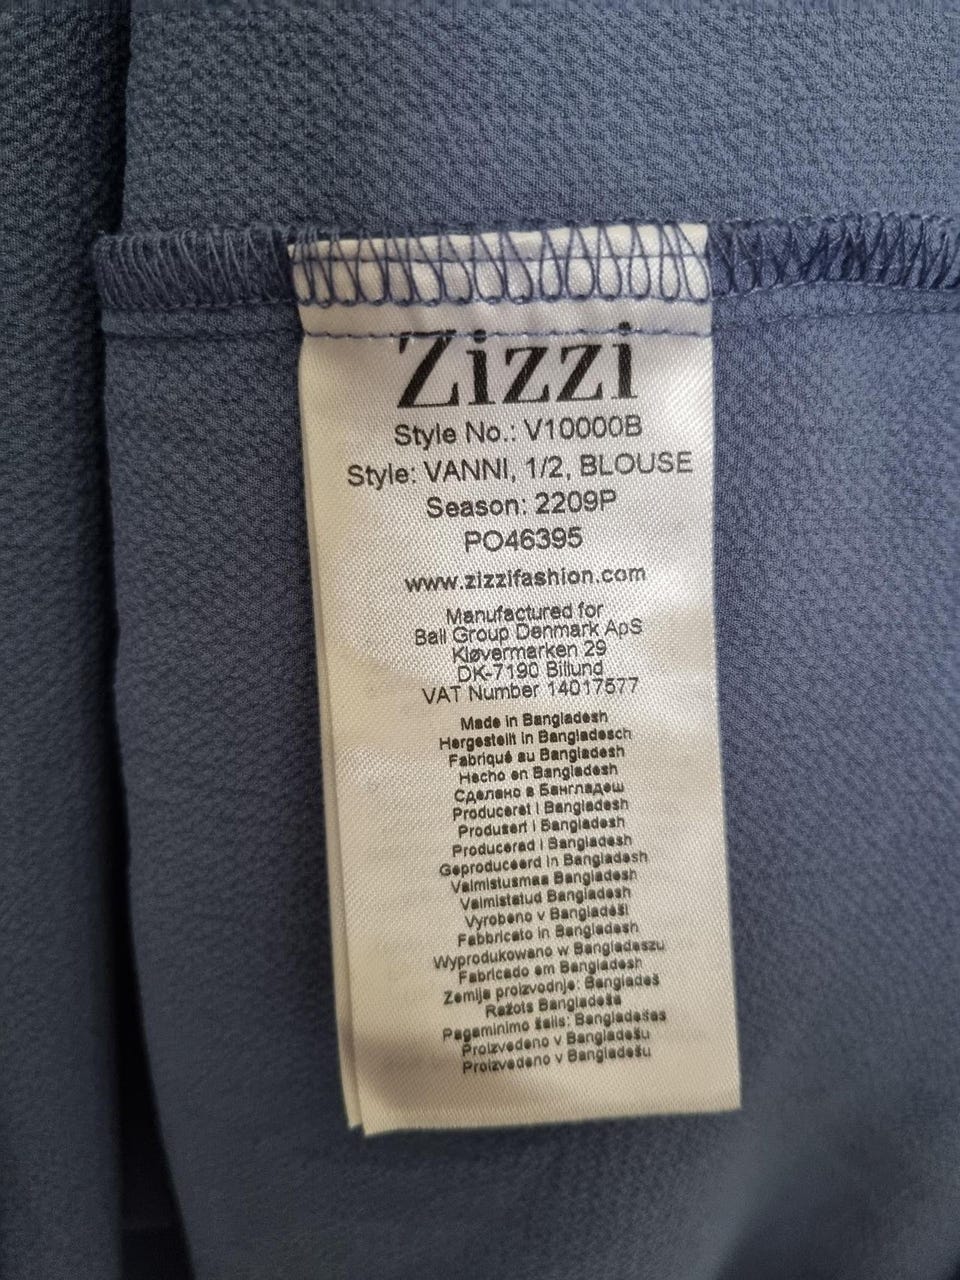 Zizzi
Style No.: V10000B
Style: VANNI, 1/2, BLOUSE
Season: 2209P
PO46395
www.zizzifashion.com
Manufactured for
Bail Group Denmark ApS
Kløvermarken 29
DK-7190 Billund
VAT Number 14017577
Made in Bangladesh
Hergestellt in Bangladesch
Fabriqué au Bangladesh
Hecho en Bangladesh
Сделано в Бангладеш
Produceret i Bangladesh
Produsert i Bangladesh
Producerad i Bangladesh
Geproduceerd in Bangladesh
Valmistusmaa Bangladesh
Valmistatud Bangladesh
Vyrobeno v Bangladéši
Fabbricato in Bangladesh
Wyprodukowano w Bangladeszu
Fabricado em Bangladesh
Zemlja proizvodnje: Bangladeš
Ražots Bangladeša
Pagaminimo šalis: Bangladešas
Proizvedeno v Bangladešu
Proizvedeno v Bangladešu